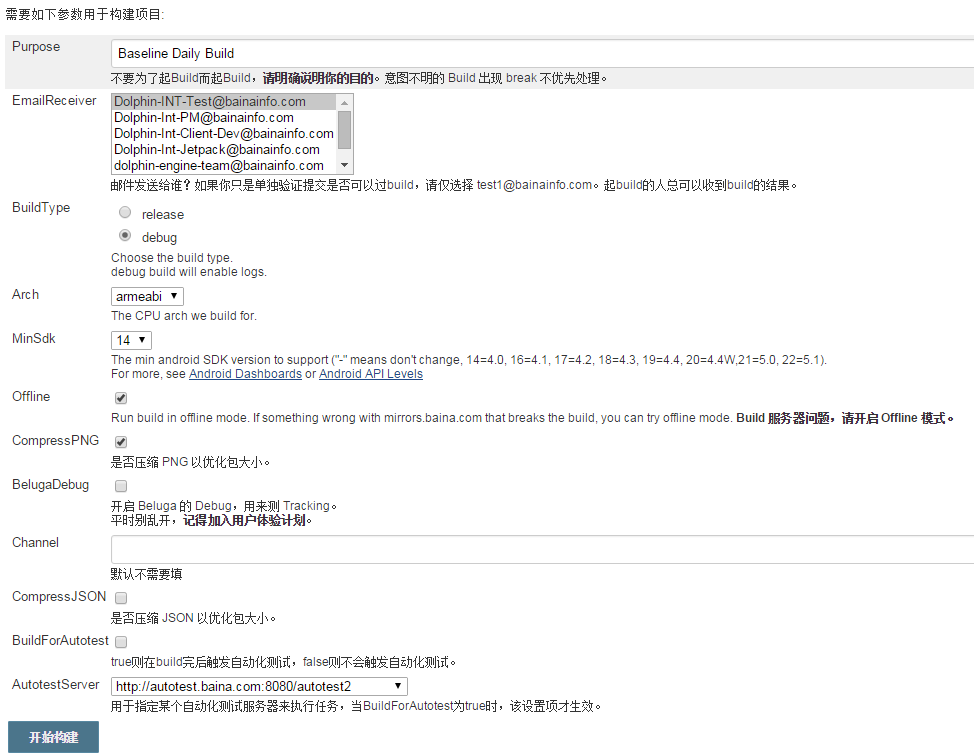 需要如下参数用于构建项目:
Purpose
Baseline Daily Build
不要为了起Build而起Build，请明确说明你的目的。意图不明的 Build 出现 break 不优先处理。
EmailReceiver
Dolphin-INT-Test@bainainfo.com
Dolphin-Int-PM@bainainfo.com
Dolphin-Int-Client-Dev@bainainfo.com
Dolphin-Int-Jetpack@bainainfo.com
dolphin-engine-team@bainainfo.com
邮件发送给谁？如果你只是单独验证提交是否可以过build，请仅选择 test1@bainainfo.com。起build的人总可以收到build的结果。
BuildType
release
debug
Choose the build type.
debug build will enable logs.
Arch
armeabi
The CPU arch we build for.
MinSdk
14
The min android SDK version to support ("-" means don't change, 14=4.0, 16=4.1, 17=4.2, 18=4.3, 19=4.4, 20=4.4W,21=5.0, 22=5.1).
For more, see Android Dashboards or Android API Levels
Offline
Run build in offline mode. If something wrong with mirrors.baina.com that breaks the build, you can try offline mode. Build 服务器问题，请开启 Offline 模式。
CompressPNG
是否压缩 PNG 以优化包大小。
BelugaDebug
开启 Beluga 的 Debug，用来测 Tracking。
平时别乱开，记得加入用户体验计划。
Channel
默认不需要填
CompressJSON
是否压缩 JSON 以优化包大小。
BuildForAutotest
true则在build完后触发自动化测试，false则不会触发自动化测试。
AutotestServer
http://autotest.baina.com:8080/autotest2
用于指定某个自动化测试服务器来执行任务，当BuildForAutotest为true时，该设置项才生效。
开始构建